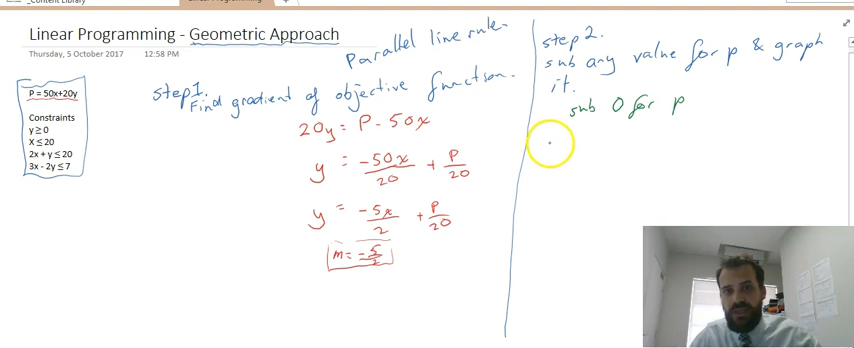 Content Library
Linear Programming - Geometric Approach
Thursday, 5 October 2017 12:58 PM
P = 50x+20y
Constraints
y ≥ 0
X ≤ 20
2x + y ≤ 20
3x - 2y ≤ 7
Parallel line rule
Step 1.
Find gradient of objective function.
20y = P - 50x
y = -50x/20 + P/20
y = -5x/2 + P/20
m = -5/2
Step 2.
sub any value for p & graph
it.
sub 0 for p